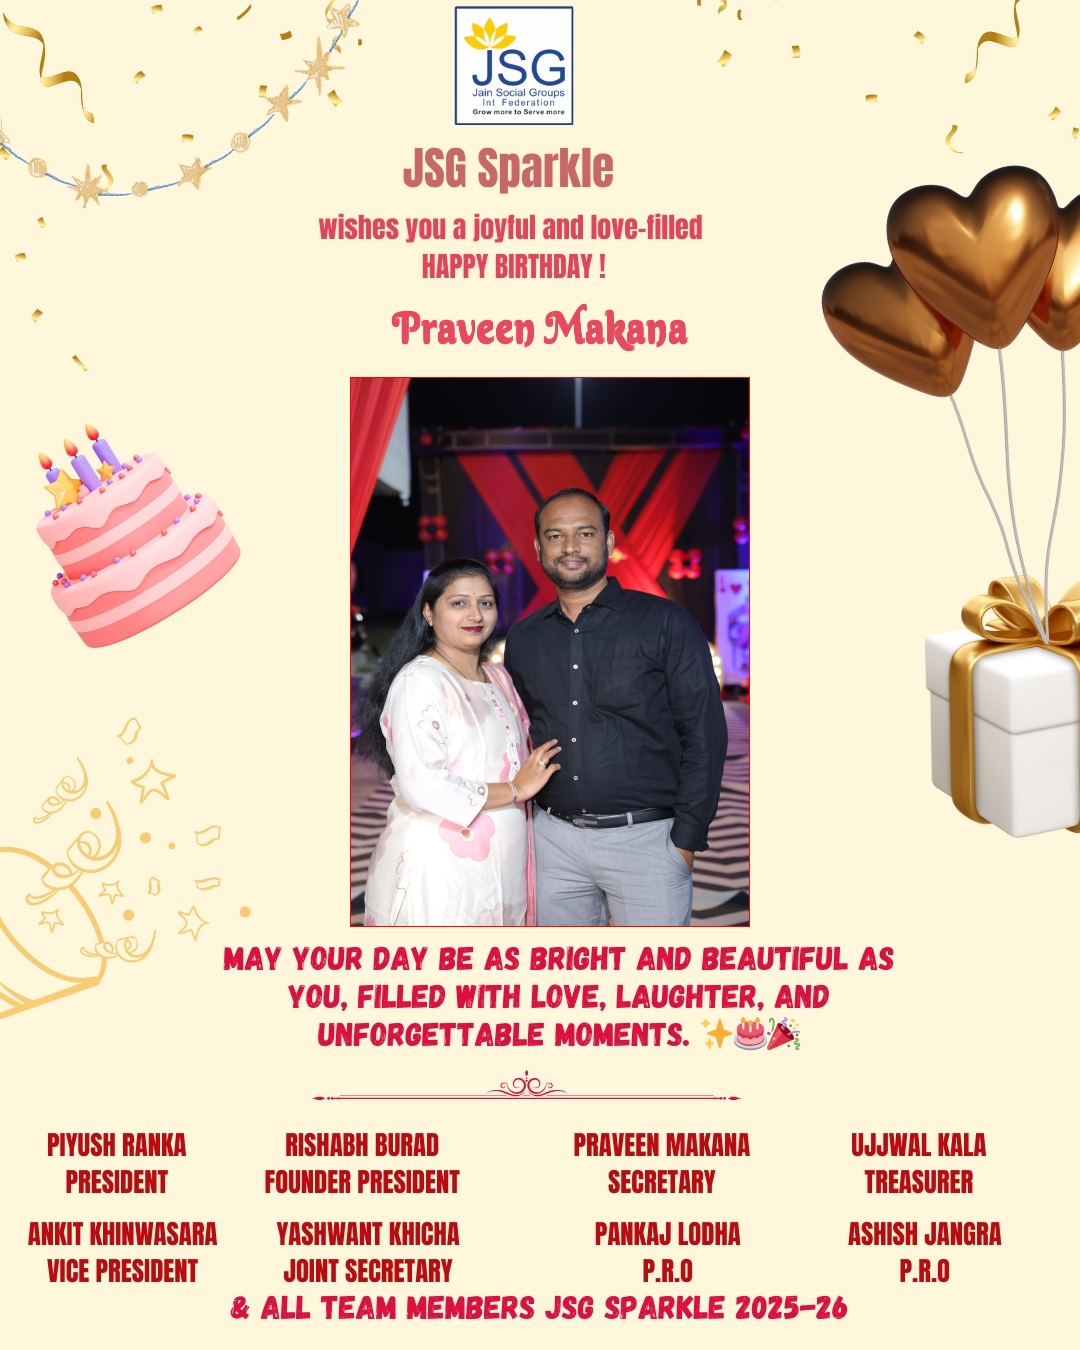 JSG
Jain Social Groups
Int Federation
Grow more to Serve more
JSG Sparkle
wishes you a joyful and love-filled
HAPPY BIRTHDAY !
Praveen Makana
MAY YOUR DAY BE AS BRIGHT AND BEAUTIFUL AS
YOU, FILLED WITH LOVE, LAUGHTER, AND
UNFORGETTABLE MOMENTS. ✨🎂🎉
PIYUSH RANKA
PRESIDENT
RISHABH BURAD
FOUNDER PRESIDENT
PRAVEEN MAKANA
SECRETARY
UJJWAL KALA
TREASURER
ANKIT KHINWASARA
VICE PRESIDENT
YASHWANT KHICHA
JOINT SECRETARY
PANKAJ LODHA
P.R.O
ASHISH JANGRA
P.R.O
& ALL TEAM MEMBERS JSG SPARKLE 2025-26